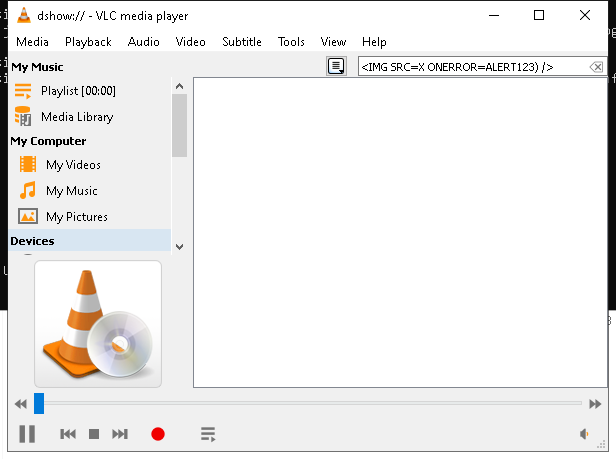 dshow:// - VLC media player
Media Playback Audio Video Subtitle Tools View Help
My Music
<IMG SRC=X ONERROR=ALERT123) />
Playlist [00:00]
Media Library
My Computer
My Videos
My Music
My Pictures
Devices